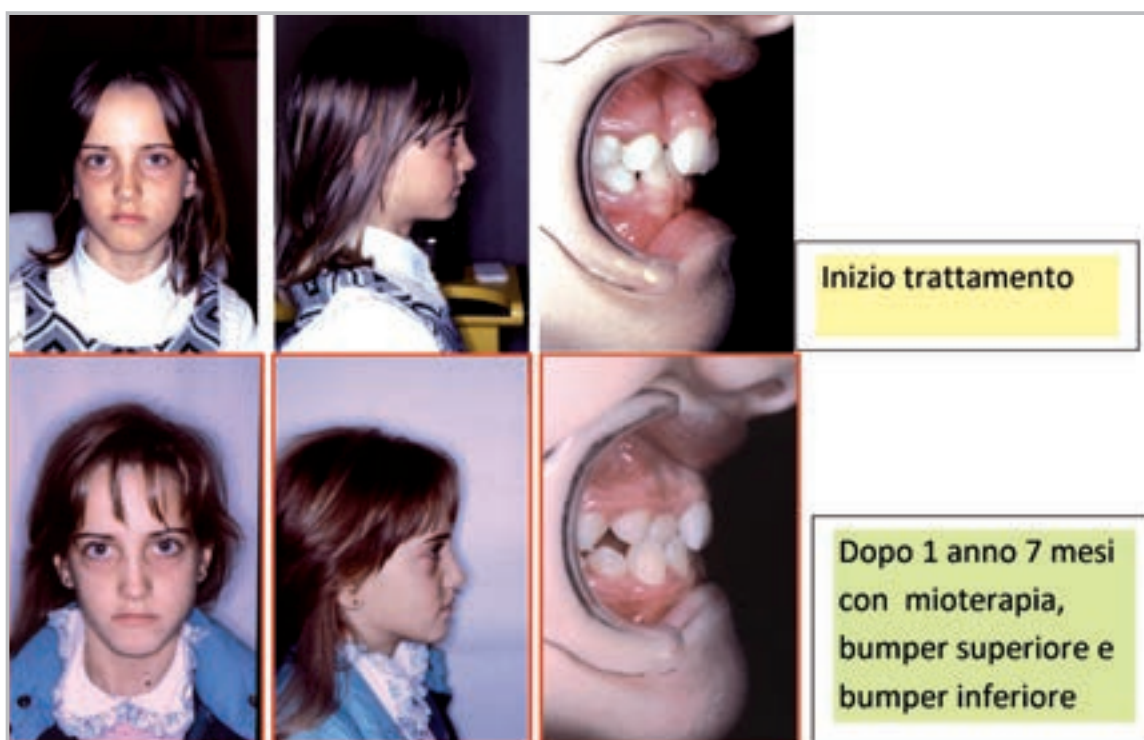 Inizio trattamento
Dopo 1 anno 7 mesi
con mioterapia,
bumper superiore e
bumper inferiore